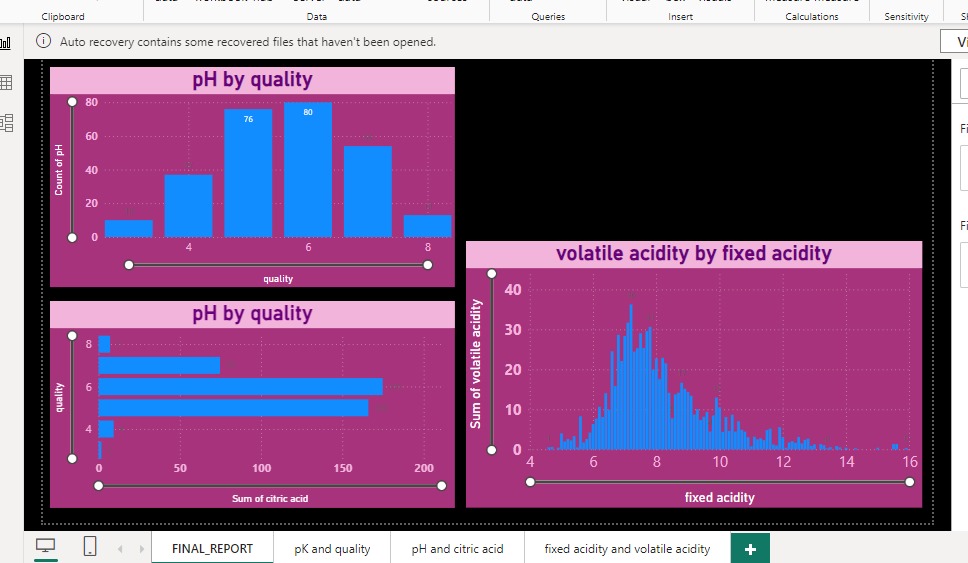 Clipboard
Data
Queries
Insert
Calculations
Sensitivity
Auto recovery contains some recovered files that haven't been opened.
pH by quality
Count of pH
80
60
40
20
0
76
80
4
6
8
quality
pH by quality
quality
8
6
4
0
50
100
150
200
Sum of citric acid
volatile acidity by fixed acidity
Sum of volatile acidity
40
30
20
10
0
4
6
8
10
12
14
16
fixed acidity
FINAL_REPORT
pK and quality
pH and citric acid
fixed acidity and volatile acidity